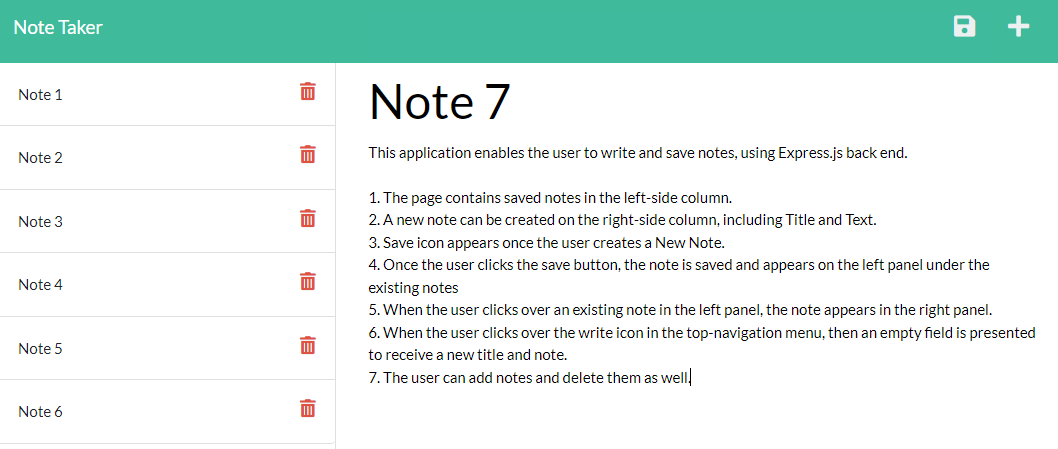 Note Taker
Note 1
Note 2
Note 3
Note 4
Note 5
Note 6
Note 7
This application enables the user to write and save notes, using Express.js back end.
1. The page contains saved notes in the left-side column.
2. A new note can be created on the right-side column, including Title and Text.
3. Save icon appears once the user creates a New Note.
4. Once the user clicks the save button, the note is saved and appears on the left panel under the
existing notes
5. When the user clicks over an existing note in the left panel, the note appears in the right panel.
6. When the user clicks over the write icon in the top-navigation menu, then an empty field is presented
to receive a new title and note.
7. The user can add notes and delete them as well.